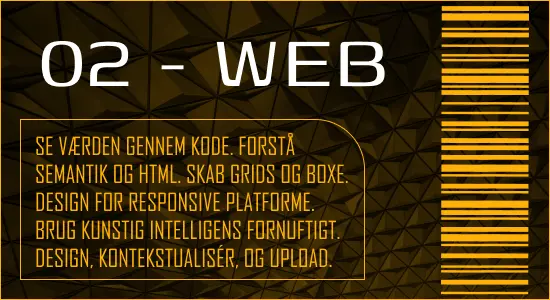 02 - WEB
SE VÆRDEN GENNEM KODE. FORSTÅ
SEMANTIK OG HTML. SKAB GRIDS OG BOXE.
DESIGN FOR RESPONSIVE PLATFORME.
BRUG KUNSTIG INTELLIGENS FORNUFTIGT.
DESIGN, KONTEKSTUALISÉR, OG UPLOAD.